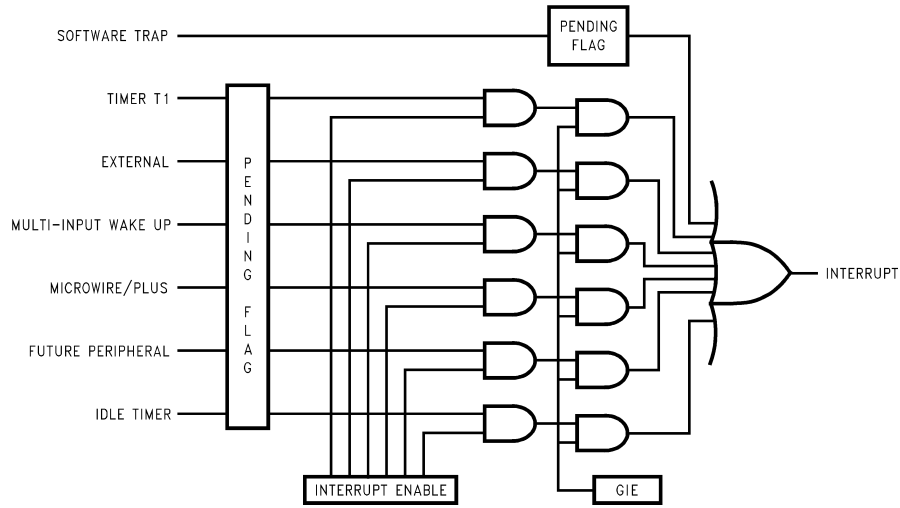 SOFTWARE TRAP
PENDING
FLAG
TIMER T1
EXTERNAL
MULTI-INPUT WAKE UP
MICROWIRE/PLUS
FUTURE PERIPHERAL
IDLE TIMER
PENDING FLAG
INTERRUPT
INTERRUPT ENABLE
GIE